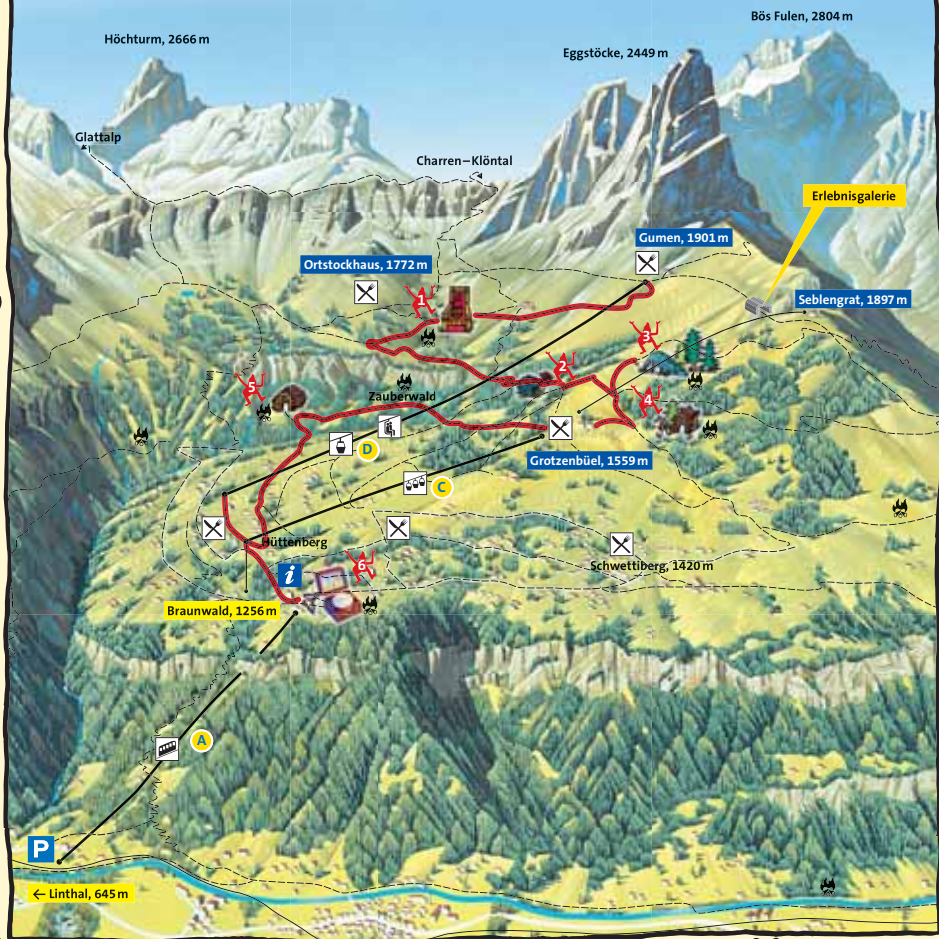 Bös Fulen, 2804 m
Höchturm, 2666 m
Eggstöcke, 2449 m
Glattalp
Charren–Klöntal
Erlebnisgalerie
Gumen, 1901 m
Ortstockhaus, 1772 m
Seblengrat, 1897 m
1
3
2
5
4
Zauberwald
D
Grotzenbüel, 1559 m
C
Hüttenberg
6
Schwettiberg, 1420 m
i
Braunwald, 1256 m
A
P
← Linthal, 645 m